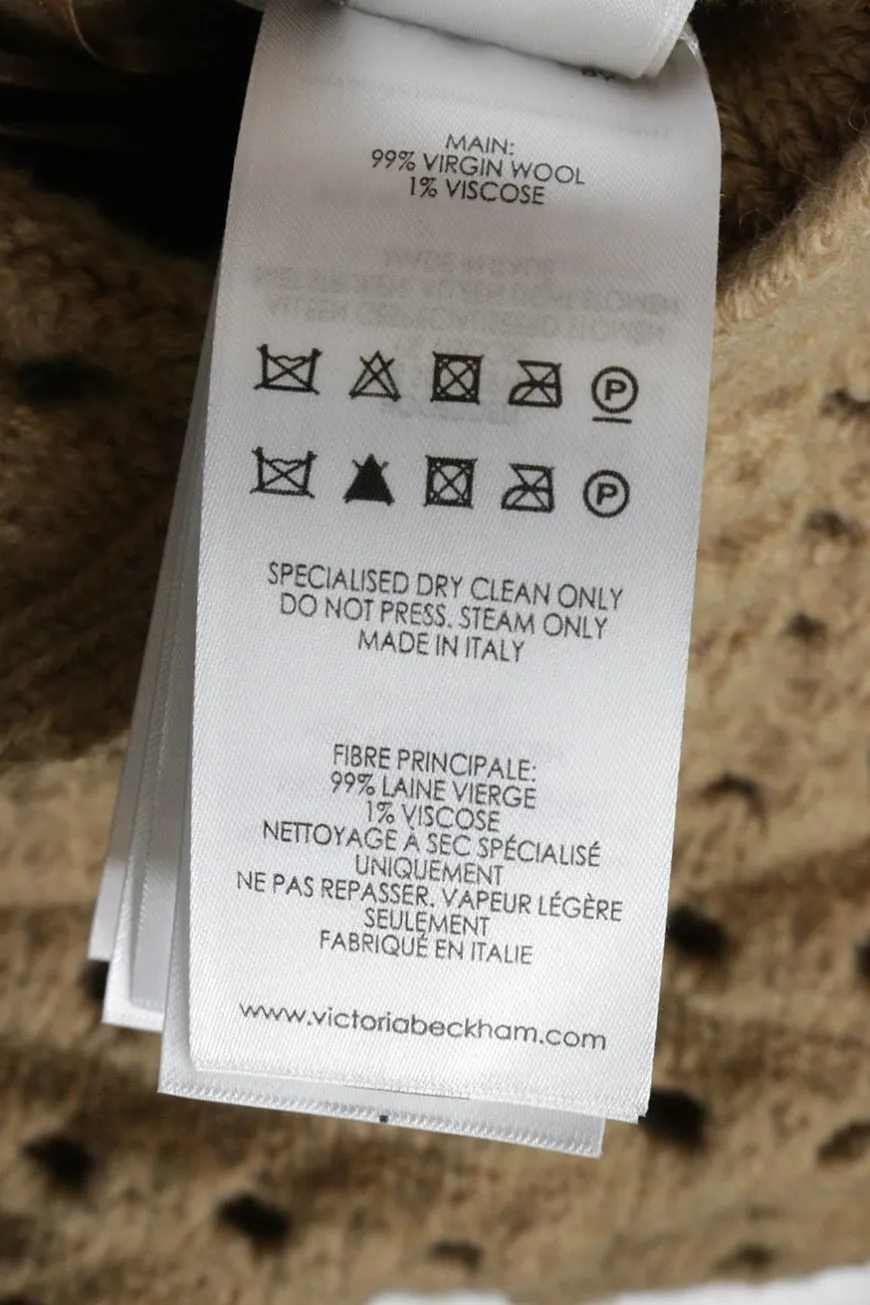 MAIN:
99% VIRGIN WOOL
1% VISCOSE
P
P
SPECIALISED DRY CLEAN ONLY
DO NOT PRESS. STEAM ONLY
MADE IN ITALY
FIBRE PRINCIPALE:
99% LAINE VIERGE
1% VISCOSE
NETTOYAGE À SEC SPÉCIALISÉ
UNIQUEMENT
NE PAS REPASSER. VAPEUR LÉGÈRE
SEULEMENT
FABRIQUÉ EN ITALIE
www.victoriabeckham.com